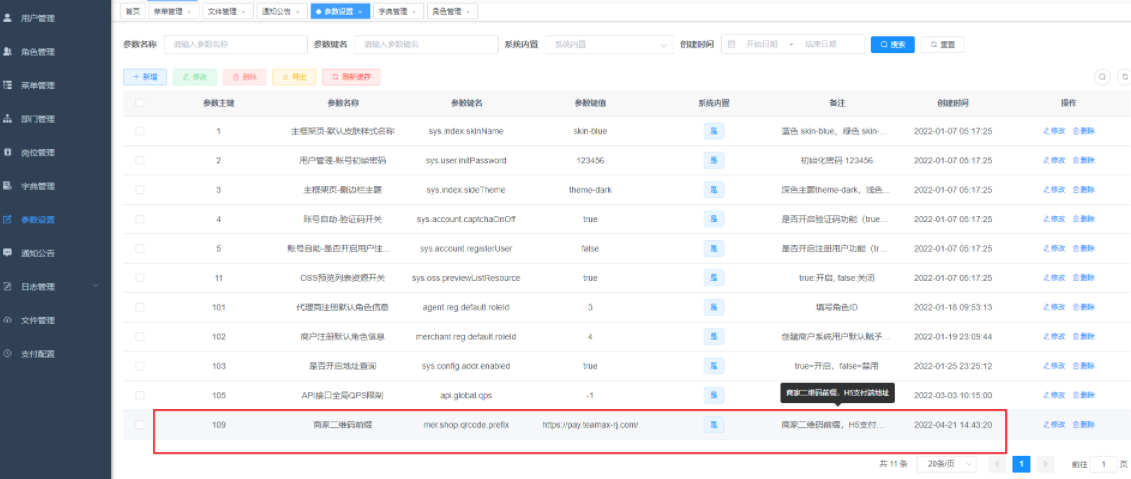 用户管理
角色管理
菜单管理
部门管理
岗位管理
字典管理
参数设置
通知公告
日志管理
文件管理
支付配置
首页 菜单管理 × 文件管理 × 通知公告 × 参数设置 × 字典管理 × 角色管理 ×
参数名称 请输入参数名称 参数键名 请输入参数键名 系统内置 系统内置 创建时间 开始日期 - 结束日期 搜索 重置
+ 新增 修改 删除 导出 刷新缓存
参数主键 参数名称 参数键名 参数键值 系统内置 备注 创建时间 操作
1 主框架页-默认皮肤样式名称 sys.index.skinName skin-blue 是 蓝色 skin-blue、绿色 skin-... 2022-01-07 05:17:25 修改 删除
2 用户管理-账号初始密码 sys.user.initPassword 123456 是 初始化密码 123456 2022-01-07 05:17:25 修改 删除
3 主框架页-侧边栏主题 sys.index.sideTheme theme-dark 是 深色主题theme-dark，浅色... 2022-01-07 05:17:25 修改 删除
4 账号自助-验证码开关 sys.account.captchaOnOff true 是 是否开启验证码功能（true... 2022-01-07 05:17:25 修改 删除
5 账号自助-是否开启用户注... sys.account.registerUser false 是 是否开启注册用户功能（tr... 2022-01-07 05:17:25 修改 删除
11 OSS预览列表资源开关 sys.oss.previewListResource true 是 true:开启, false:关闭 2022-01-07 05:17:25 修改 删除
101 代理商注册默认角色信息 agent.reg.default.roleId 3 是 填写角色ID 2022-01-18 09:53:13 修改 删除
102 商户注册默认角色信息 merchant.reg.default.roleId 4 是 创建商户系统用户默认赋予... 2022-01-19 23:09:44 修改 删除
103 是否开启地址查询 sys.config.addr.enabled true 是 true=开启，false=禁用 2022-01-25 23:25:12 修改 删除
105 API接口全局QPS限制 api.global.qps -1 是 2022-03-03 10:15:00 修改 删除
商家二维码前缀，H5支付端地址
109 商家二维码前缀 mer.shop.qrcode.prefix https://pay.teamax-rj.com/ 是 商家二维码前缀，H5支付... 2022-04-21 14:43:20 修改 删除
共 11 条 20条/页 < 1 > 前往 1 页